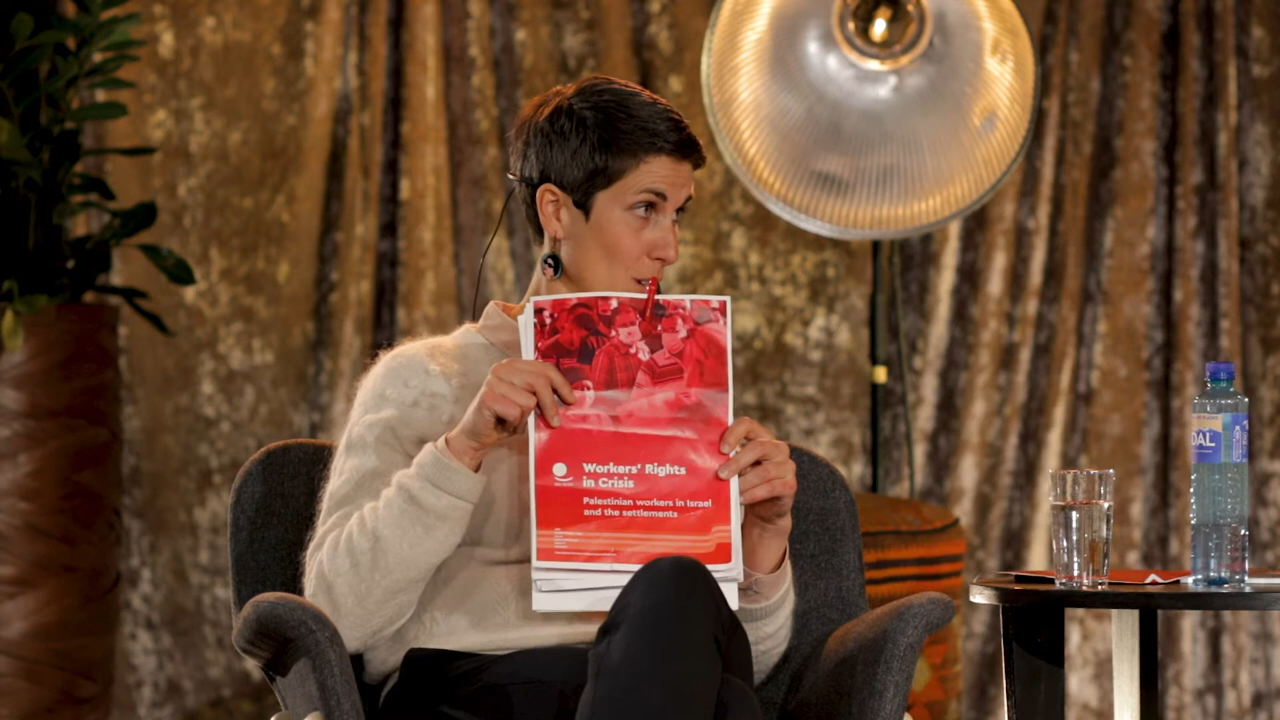 Workers' Rights
in Crisis
Palestinian workers in Israel
and the settlements
DAL